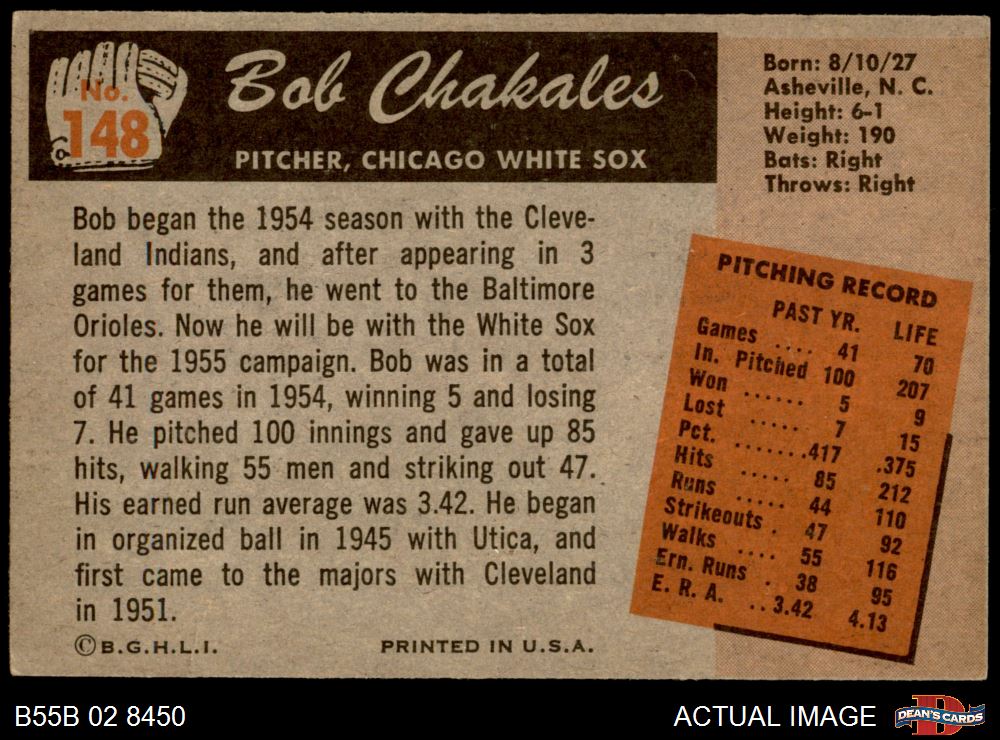 No.
148
Bob Chakales
PITCHER, CHICAGO WHITE SOX
Born: 8/10/27
Asheville, N. C.
Height: 6-1
Weight: 190
Bats: Right
Throws: Right
Bob began the 1954 season with the Cleve-
land Indians, and after appearing in 3
games for them, he went to the Baltimore
Orioles. Now he will be with the White Sox
for the 1955 campaign. Bob was in a total
of 41 games in 1954, winning 5 and losing
7. He pitched 100 innings and gave up 85
hits, walking 55 men and striking out 47.
His earned run average was 3.42. He began
in organized ball in 1945 with Utica, and
first came to the majors with Cleveland
in 1951.
©B.G.H.L.I. PRINTED IN U.S.A.
PITCHING RECORD
PAST YR. LIFE
Games .... 41 70
In. Pitched 100 207
Won ...... 5 9
Lost ..... 7 15
Pct. .......417 .375
Hits ..... 85 212
Runs ..... 44 110
Strikeouts . 47 92
Walks .... 55 116
Ern. Runs . 38 95
E. R. A. ..3.42 4.13
B55B 02 8450
ACTUAL IMAGE
DEAN'S CARDS